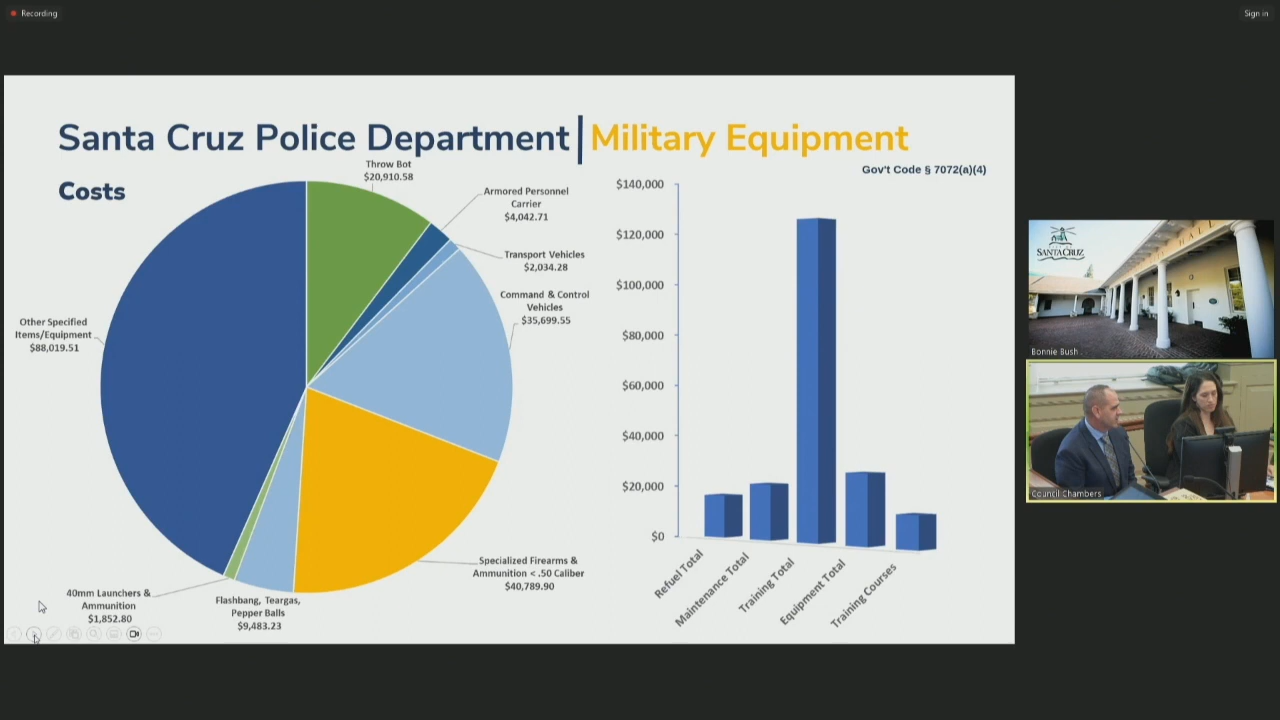 Recording
Sign in
Santa Cruz Police Department
Military Equipment
Gov't Code § 7072(a)(4)
Costs
Throw Bot
$20,910.58
Armored Personnel
Carrier
$4,042.71
Transport Vehicles
$2,034.28
Command & Control
Vehicles
$35,699.55
Specialized Firearms &
Ammunition < .50 Caliber
$40,789.90
Flashbang, Teargas,
Pepper Balls
$9,483.23
40mm Launchers &
Ammunition
$1,852.80
Other Specified
Items/Equipment
$88,019.51
$140,000
$120,000
$100,000
$80,000
$60,000
$40,000
$20,000
$0
Refuel Total
Maintenance Total
Training Total
Equipment Total
Training Courses
SANTA CRUZ
HALL
Bonnie Bush
Council Chambers